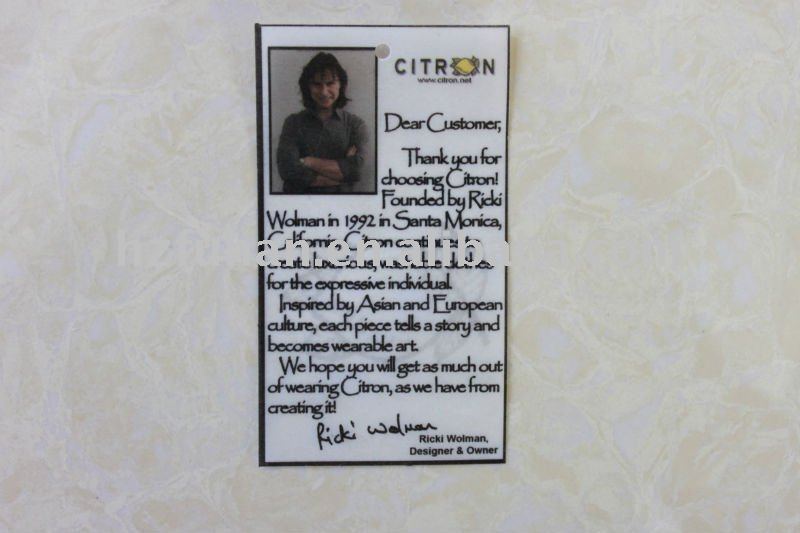 CITRON
www.citron.net
Dear Customer,
Thank you for
choosing Citron!
Founded by Ricki
Wolman in 1992 in Santa Monica,
California, Citron
for the expressive individual.
Inspired by Asian and European
culture, each piece tells a story and
becomes wearable art.
We hope you will get as much out
of wearing Citron, as we have from
creating it!
Ricki Wolman
Ricki Wolman,
Designer & Owner